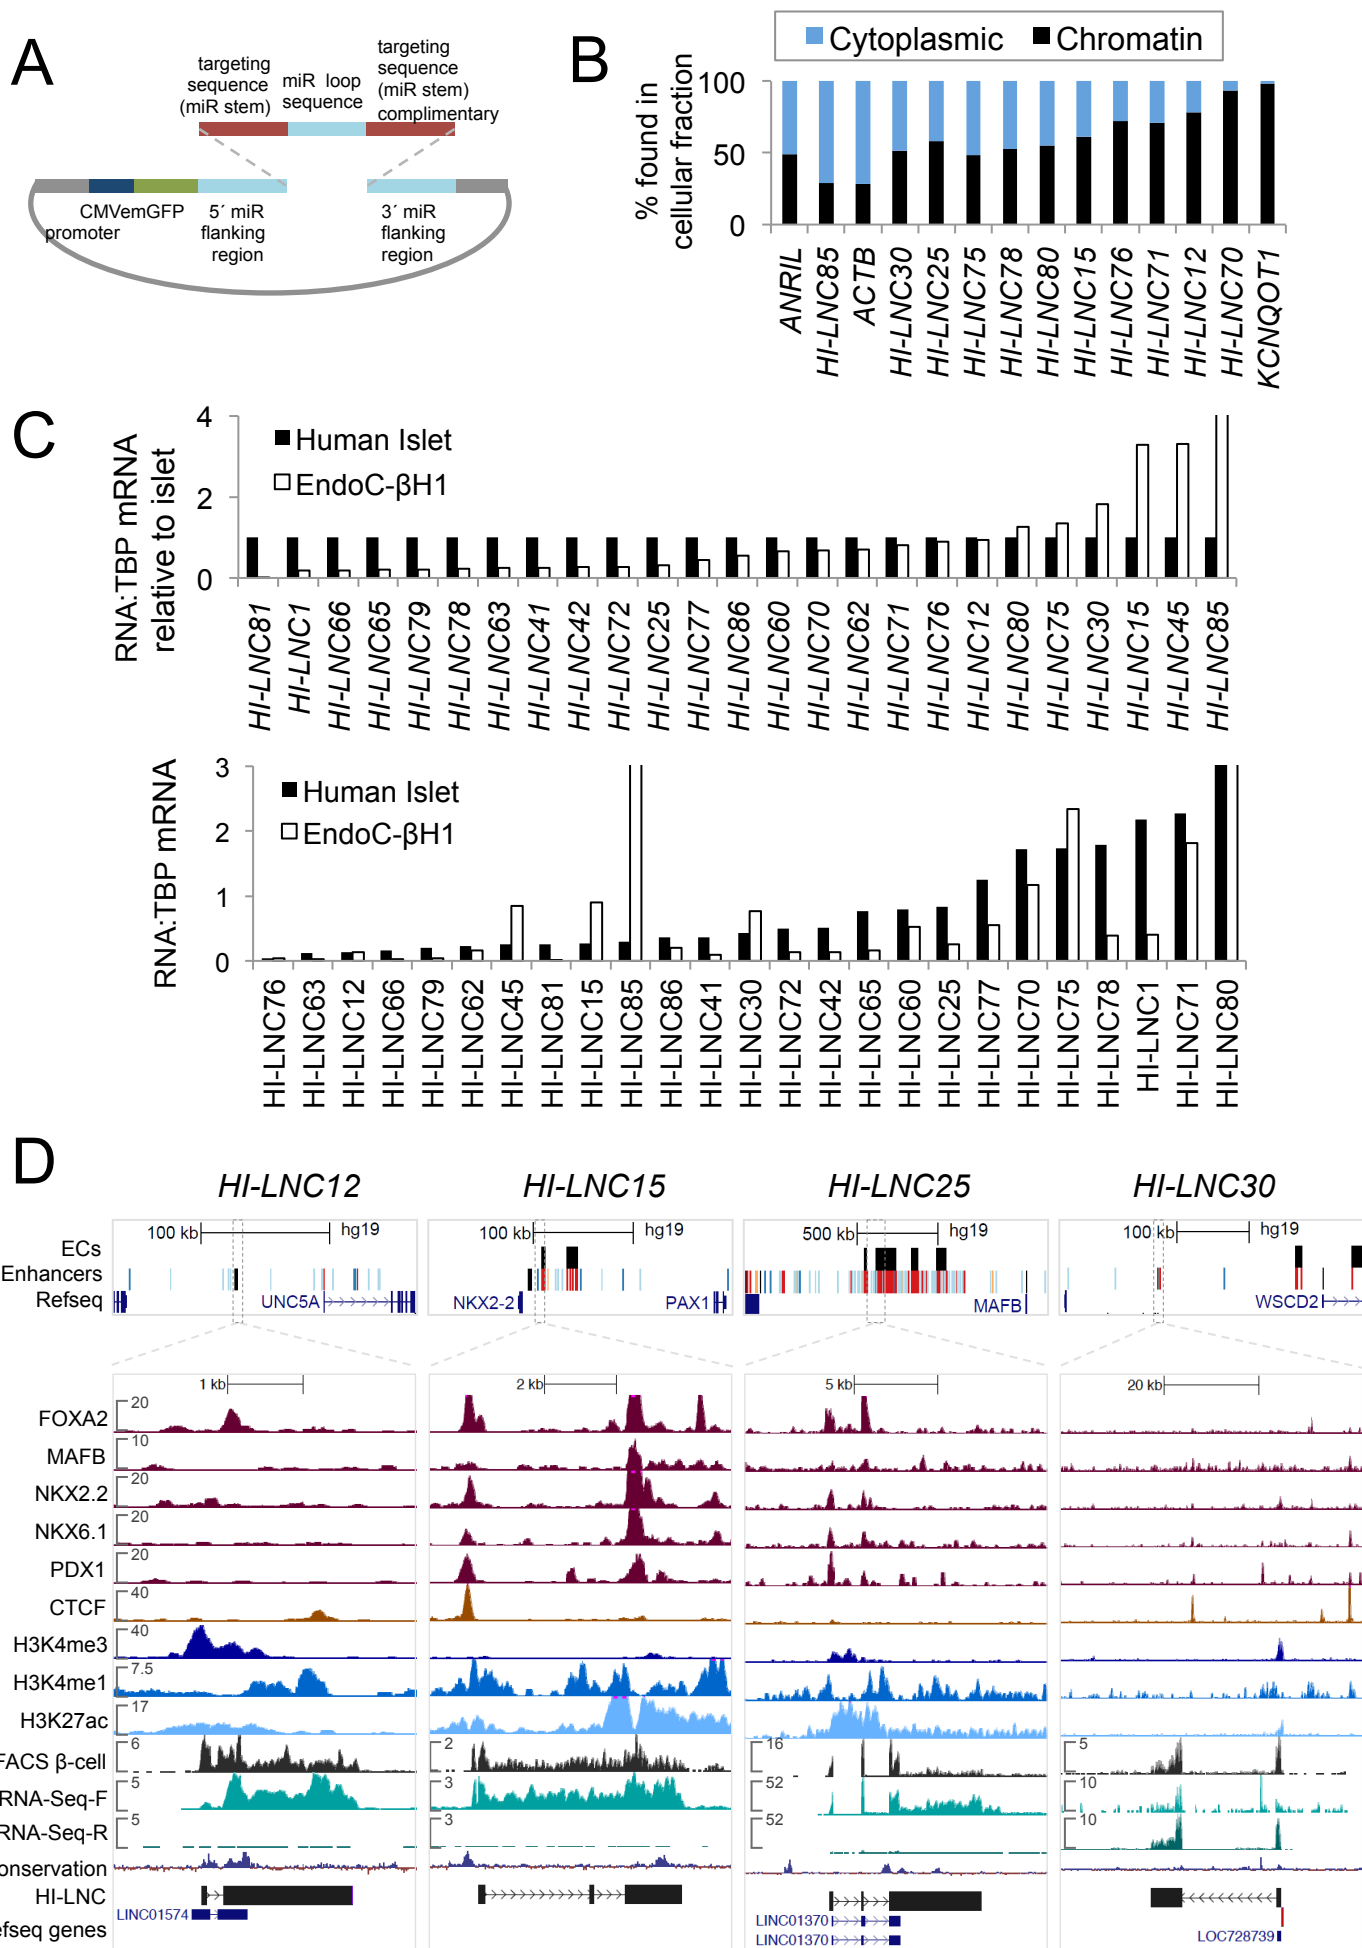 A
targeting
sequence
(miR stem)
miR loop
sequence
targeting
sequence
(miR stem)
complimentary
CMVemGFP
promoter
5´ miR
flanking
region
3´ miR
flanking
region
B
Cytoplasmic
Chromatin
% found in
cellular fraction
100
50
0
ANRIL
HI-LNC85
ACTB
HI-LNC30
HI-LNC25
HI-LNC75
HI-LNC78
HI-LNC80
HI-LNC15
HI-LNC76
HI-LNC71
HI-LNC12
HI-LNC70
KCNQOT1
C
RNA:TBP mRNA
relative to islet
4
2
0
Human Islet
EndoC-βH1
HI-LNC81
HI-LNC1
HI-LNC66
HI-LNC65
HI-LNC79
HI-LNC78
HI-LNC63
HI-LNC41
HI-LNC42
HI-LNC72
HI-LNC25
HI-LNC77
HI-LNC86
HI-LNC60
HI-LNC70
HI-LNC62
HI-LNC71
HI-LNC76
HI-LNC12
HI-LNC80
HI-LNC75
HI-LNC30
HI-LNC15
HI-LNC45
HI-LNC85
RNA:TBP mRNA
3
2
1
0
Human Islet
EndoC-βH1
HI-LNC76
HI-LNC63
HI-LNC12
HI-LNC66
HI-LNC79
HI-LNC62
HI-LNC45
HI-LNC81
HI-LNC15
HI-LNC85
HI-LNC86
HI-LNC41
HI-LNC30
HI-LNC72
HI-LNC42
HI-LNC65
HI-LNC60
HI-LNC25
HI-LNC77
HI-LNC70
HI-LNC75
HI-LNC78
HI-LNC1
HI-LNC71
HI-LNC80
D
HI-LNC12
HI-LNC15
HI-LNC25
HI-LNC30
100 kb hg19
100 kb hg19
500 kb hg19
100 kb hg19
ECs
Enhancers
Refseq
UNC5A
NKX2-2
PAX1
MAFB
WSCD2
1 kb
2 kb
5 kb
20 kb
FOXA2 20
MAFB 10
NKX2.2 20
NKX6.1 20
PDX1 20
CTCF 40
H3K4me3 40
H3K4me1 7.5
H3K27ac 17
FACS β-cell 6 2 16 5
RNA-Seq-F 5 3 52 10
RNA-Seq-R 5 3 52 10
onservation
HI-LNC
efseq genes
LINC01574
LINC01370
LINC01370
LOC728739